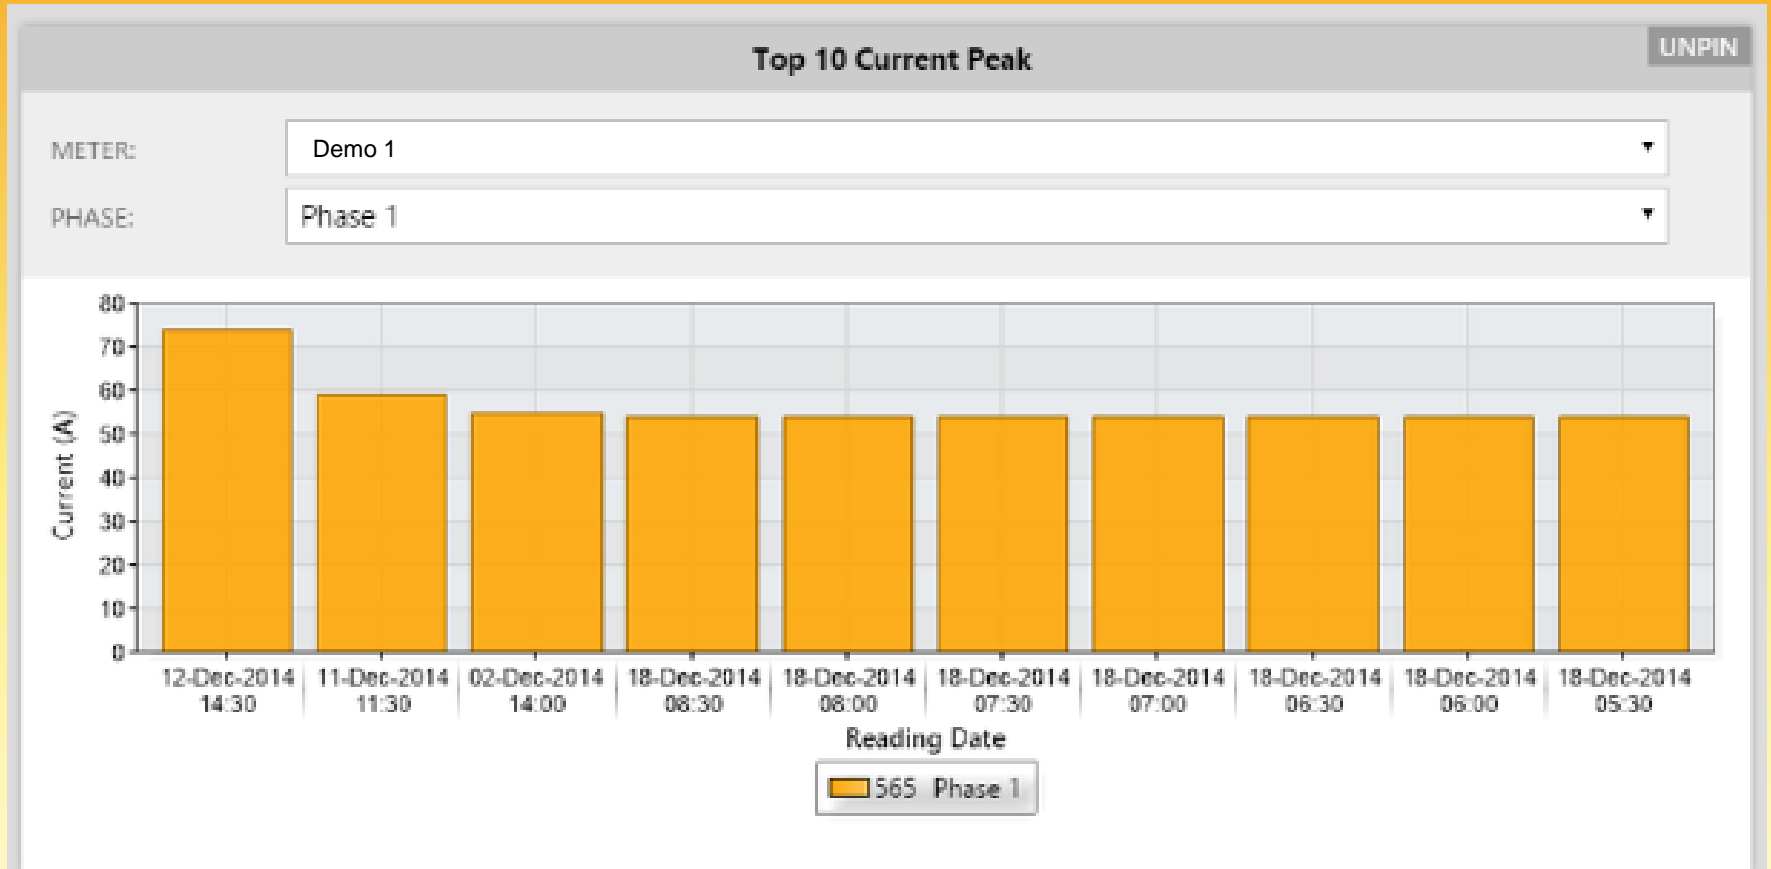 Top 10 Current Peak
UNPIN
METER:
Demo 1
PHASE:
Phase 1
80
70
60
50
40
30
20
10
0
Current (A)
12-Dec-2014 11-Dec-2014 02-Dec-2014 18-Dec-2014 18-Dec-2014 18-Dec-2014 18-Dec-2014 18-Dec-2014 18-Dec-2014 18-Dec-2014
14:30 11:30 14:00 08:30 08:00 07:30 07:00 06:30 06:00 05:30
Reading Date
565 Phase 1